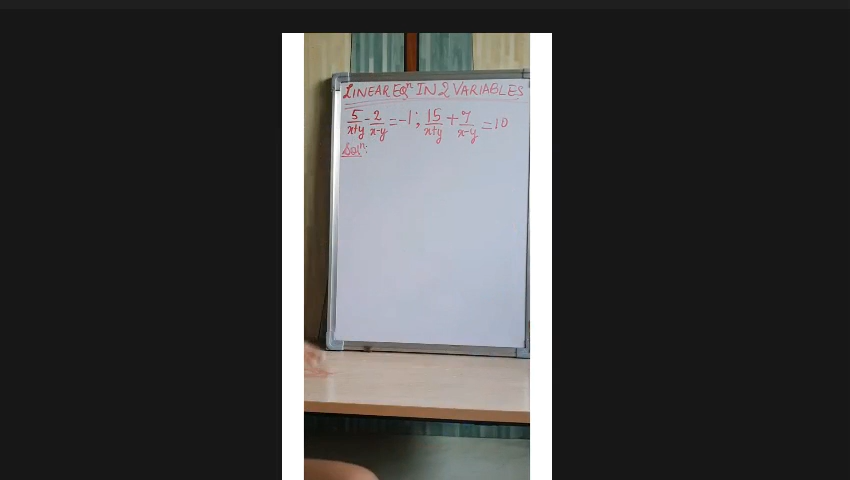 LINEAR EQⁿ IN 2 VARIABLES
5/(x+y) - 2/(x-y) = -1 ; 15/(x+y) + 7/(x-y) = 10
Solⁿ: